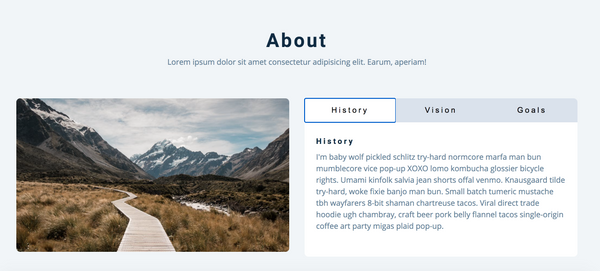 About
Lorem ipsum dolor sit amet consectetur adipisicing elit. Earum, aperiam!
History
Vision
Goals
History
I'm baby wolf pickled schlitz try-hard normcore marfa man bun
mumblecore vice pop-up XOXO lomo kombucha glossier bicycle
rights. Umami kinfolk salvia jean shorts offal venmo. Knausgaard tilde
try-hard, woke fixie banjo man bun. Small batch tumeric mustache
tbh wayfarers 8-bit shaman chartreuse tacos. Viral direct trade
hoodie ugh chambray, craft beer pork belly flannel tacos single-origin
coffee art party migas plaid pop-up.